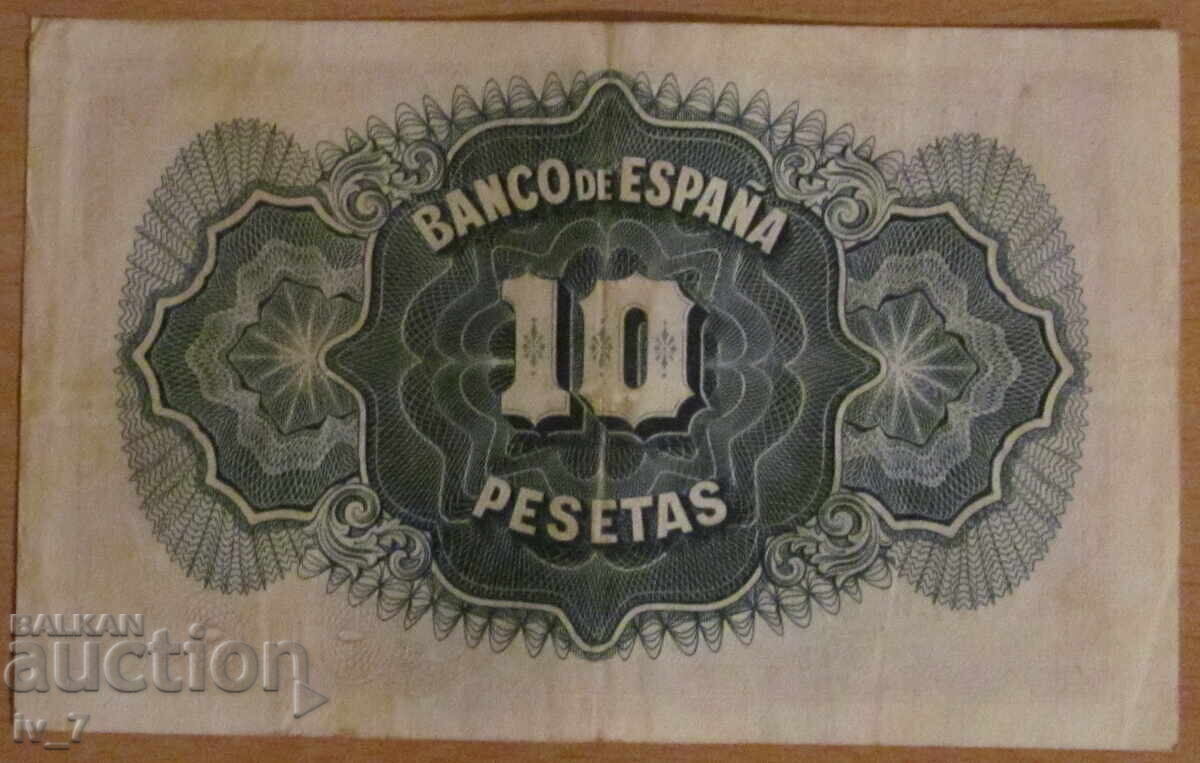 BANCO DE ESPAÑA
10
PESETAS
BALKAN
auction
iv_7